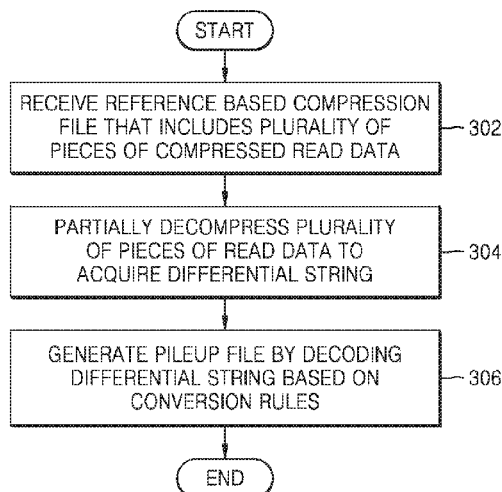 START
RECEIVE REFERENCE BASED COMPRESSION
FILE THAT INCLUDES PLURALITY OF
PIECES OF COMPRESSED READ DATA
302
PARTIALLY DECOMPRESS PLURALITY
OF PIECES OF READ DATA TO
ACQUIRE DIFFERENTIAL STRING
304
GENERATE PILEUP FILE BY DECODING
DIFFERENTIAL STRING BASED ON
CONVERSION RULES
306
END